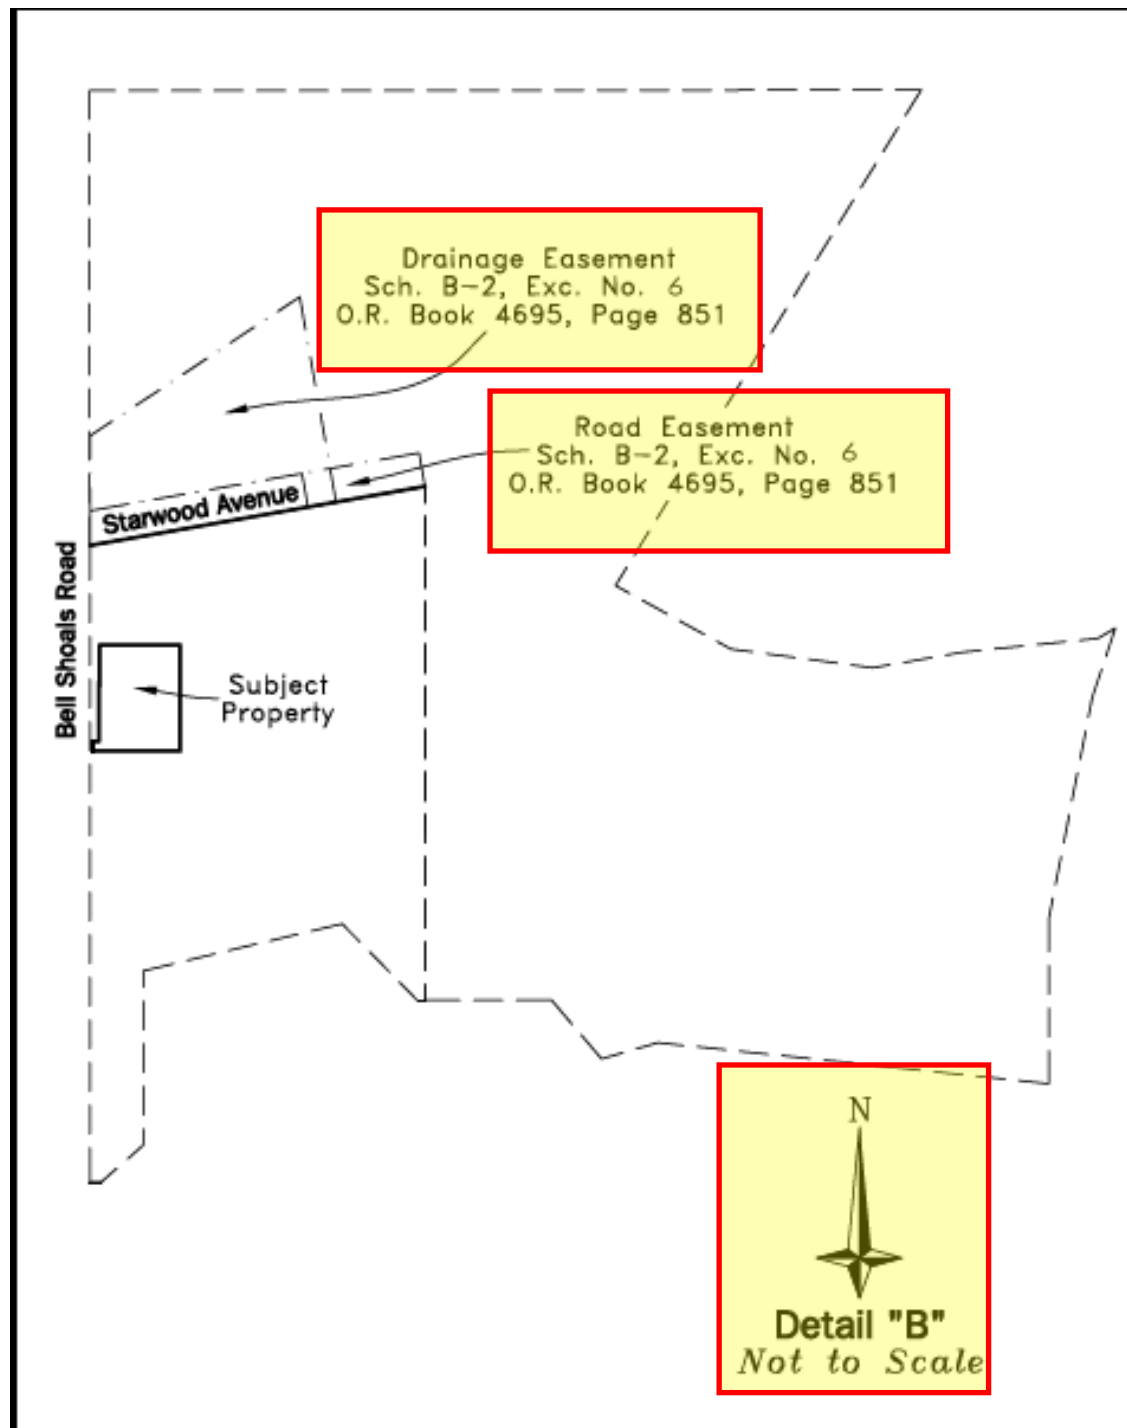 Drainage Easement
Sch. B-2, Exc. No. 6
O.R. Book 4695, Page 851
Road Easement
Sch. B-2, Exc. No. 6
O.R. Book 4695, Page 851
Starwood Avenue
Bell Shoals Road
Subject
Property
N
Detail "B"
Not to Scale